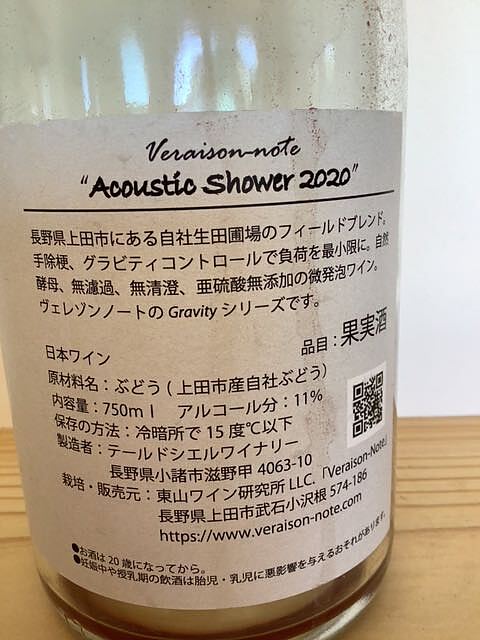 Veraison-note
"Acoustic Shower 2020"
長野県上田市にある自社生田圃場のフィールドブレンド。
手除梗、グラビティコントロールで負荷を最小限に。自然
酵母、無濾過、無清澄、亜硫酸無添加の微発泡ワイン。
ヴェレゾンノートの Gravity シリーズです。
品目：果実酒
日本ワイン
原材料名：ぶどう ( 上田市産自社ぶどう)
内容量：750ml　アルコール分：11%
保存の方法：冷暗所で 15 度℃以下
製造者：テールドシエルワイナリー
長野県小諸市滋野甲 4063-10
栽培・販売元：東山ワイン研究所 LLC.「Veraison-Note」
長野県上田市武石小沢根 574-186
https://www.veraison-note.com
●お酒は 20 歳になってから。
●妊娠中や授乳期の飲酒は胎児・乳児に悪影響を与えるおそれがあります。